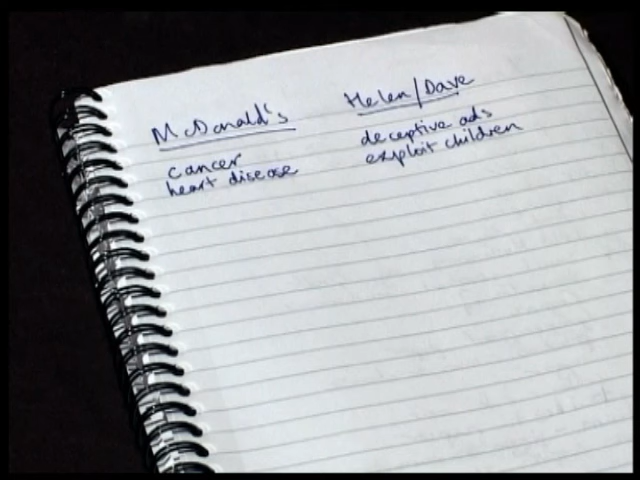 McDonald's
cancer
heart disease
Helen/Dave
deceptive ads
exploit children